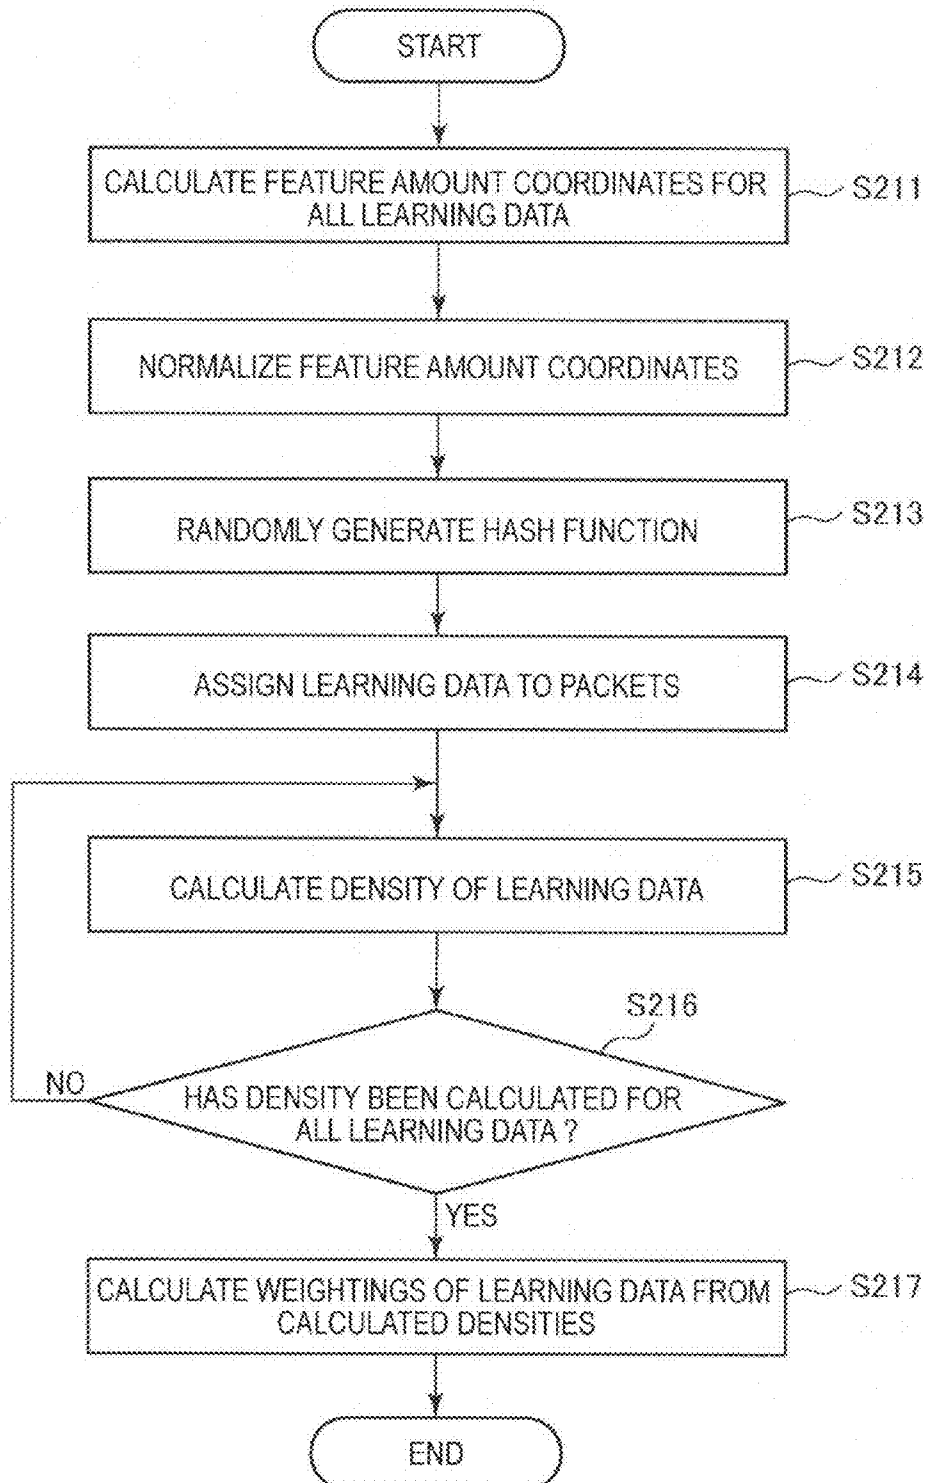 START
CALCULATE FEATURE AMOUNT COORDINATES FOR
ALL LEARNING DATA
S211
NORMALIZE FEATURE AMOUNT COORDINATES
S212
RANDOMLY GENERATE HASH FUNCTION
S213
ASSIGN LEARNING DATA TO PACKETS
S214
CALCULATE DENSITY OF LEARNING DATA
S215
S216
NO
HAS DENSITY BEEN CALCULATED FOR
ALL LEARNING DATA ?
YES
CALCULATE WEIGHTINGS OF LEARNING DATA FROM
CALCULATED DENSITIES
S217
END